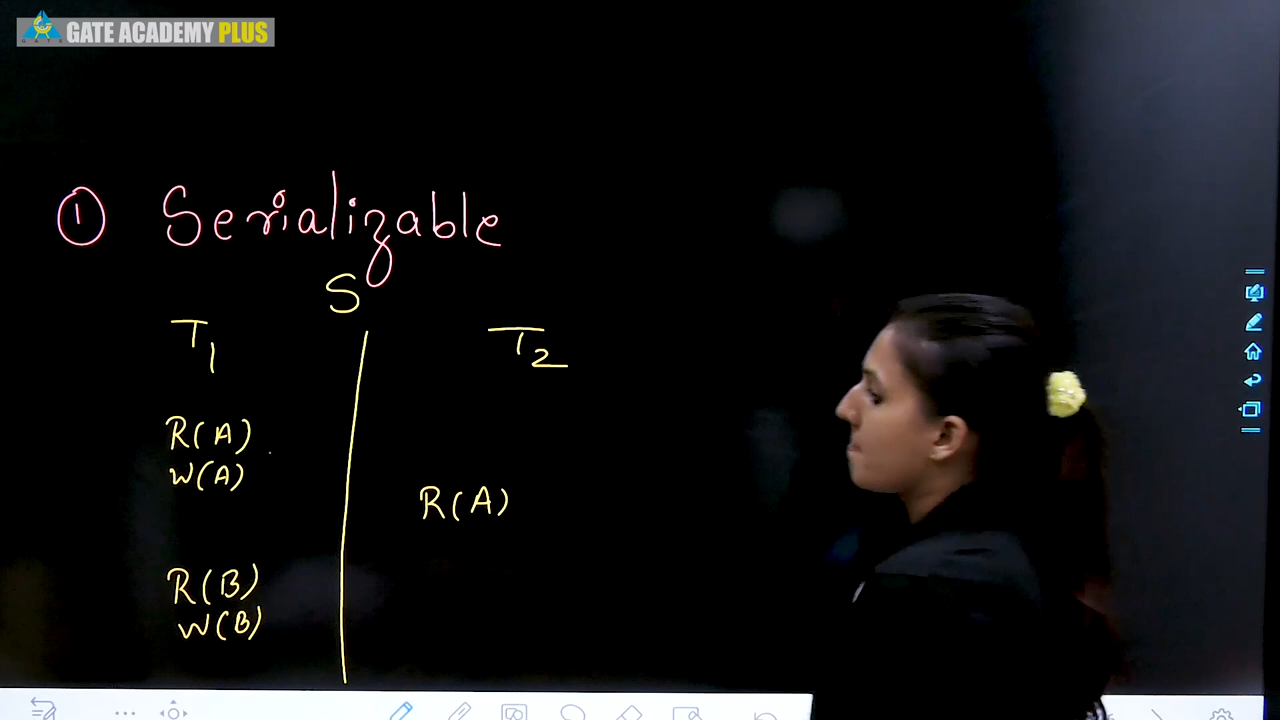 GATE ACADEMY PLUS
① Serializable
S
T1 T2
R(A)
W(A)
R(A)
R(B)
W(B)